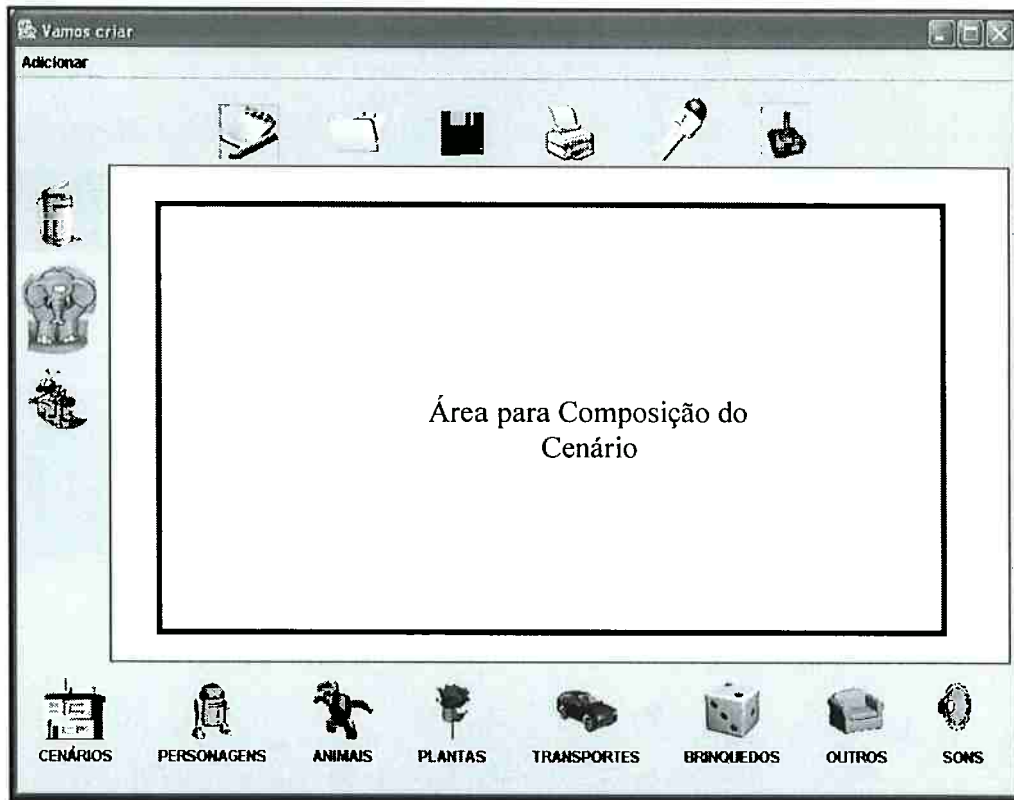 Vamos criar
Adicionar
Área para Composição do
Cenário
CENÁRIOS PERSONAGENS ANIMAIS PLANTAS TRANSPORTES BRINQUEDOS OUTROS SONS